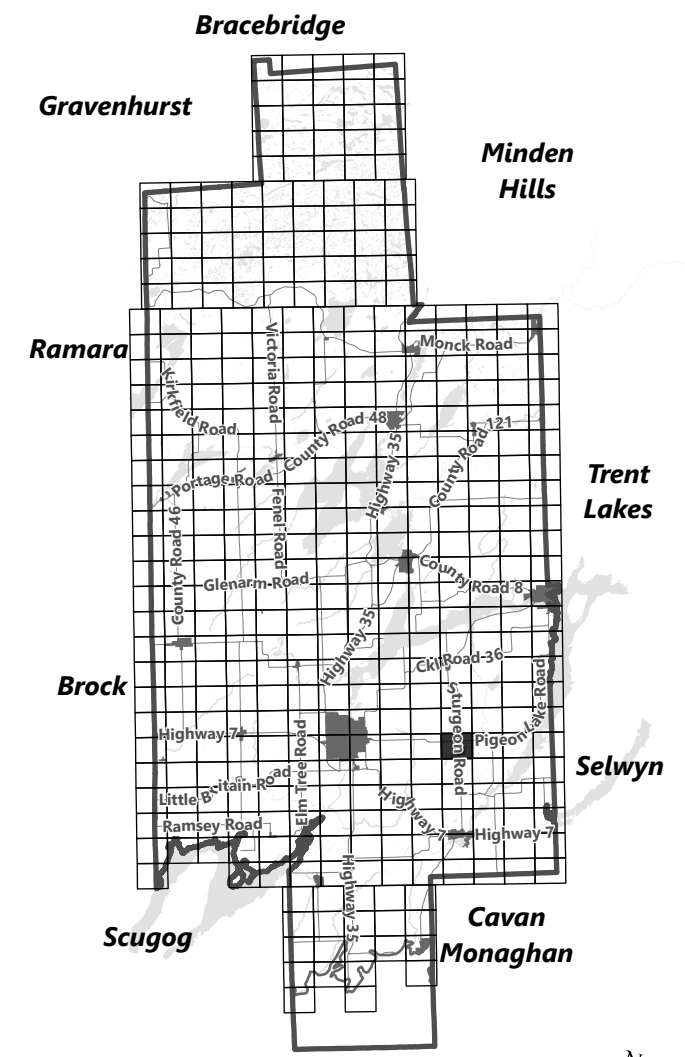 Bracebridge
Gravenhurst
Minden
Hills
Ramara
Victoria Road
Monck Road
Kirkfield Road
County Road 48
Highway 35
County Road 121
Portage Road
Trent
Lakes
Fenel Road
County Road 46
Glenarm Road
County Road 8
Highway 35
Ckl Road 36
Brock
Sturgeon Road
Pigeon Lake Road
Highway 7
Elm Tree Road
Selwyn
Little Britain Road
Highway 7
Highway 7
Ramsey Road
Highway 35
Scugog
Cavan
Monaghan
N